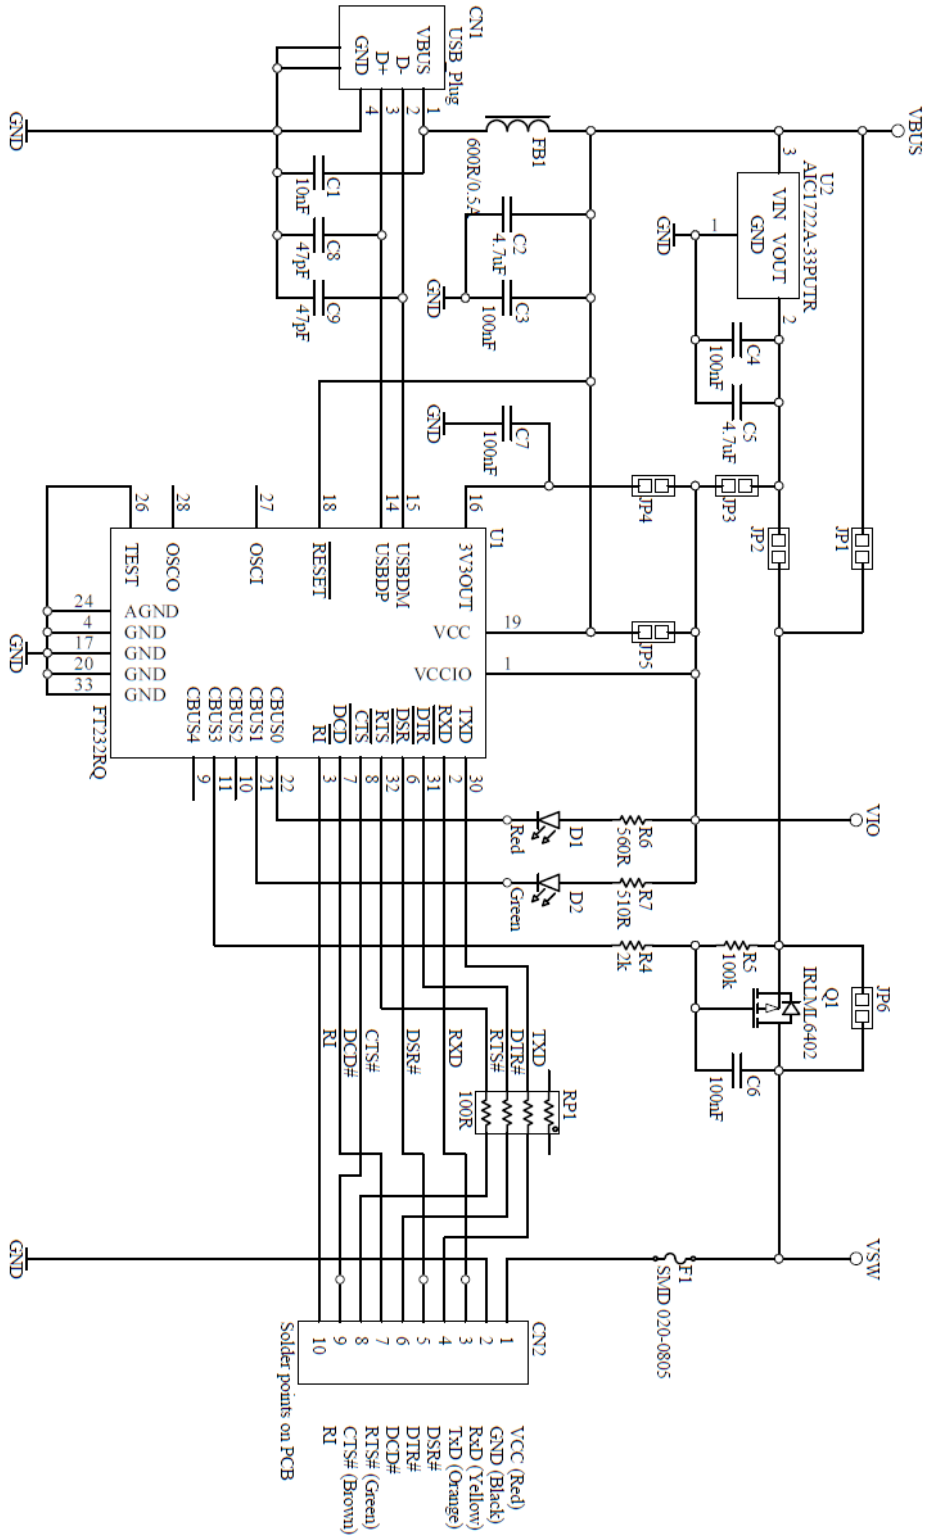 CN1
USB Plug
VBUS
D-
D+
GND
1
2
3
4
GND
C1
10nF
C8
47pF
C9
47pF
FB1
600R/0.5A
C2
4.7uF
C3
100nF
GND
VBUS
U2
AIC1722A-33PUTR
VIN VOUT
GND
3
1
2
GND
C4
100nF
C5
4.7uF
C7
100nF
GND
JP4
JP3
JP2
JP1
JP5
U1
16
15
14
18
27
28
26
3V3OUT
USBDM
USBDP
RESET
OSCI
OSCO
TEST
19
VCC
1
VCCIO
24
AGND
4
GND
17
GND
20
GND
33
GND
GND
FT232RQ
TXD
RXD
DTR
DSR
RTS
CTS
DCD
RI
30
2
31
6
32
8
7
3
CBUS0
CBUS1
CBUS2
CBUS3
CBUS4
22
21
10
11
9
D1
Red
R6
560R
D2
Green
R7
510R
VIO
R4
2k
R5
100k
Q1
IRLML6402
JP6
C6
100nF
TXD
DTR#
RTS#
RXD
DSR#
CTS#
DCD#
RI
RP1
100R
VSW
F1
SMD 020-0805
GND
CN2
1
2
3
4
5
6
7
8
9
10
Solder points on PCB
VCC (Red)
GND (Black)
RxD (Yellow)
TxD (Orange)
DSR#
DTR#
DCD#
RTS# (Green)
CTS# (Brown)
RI